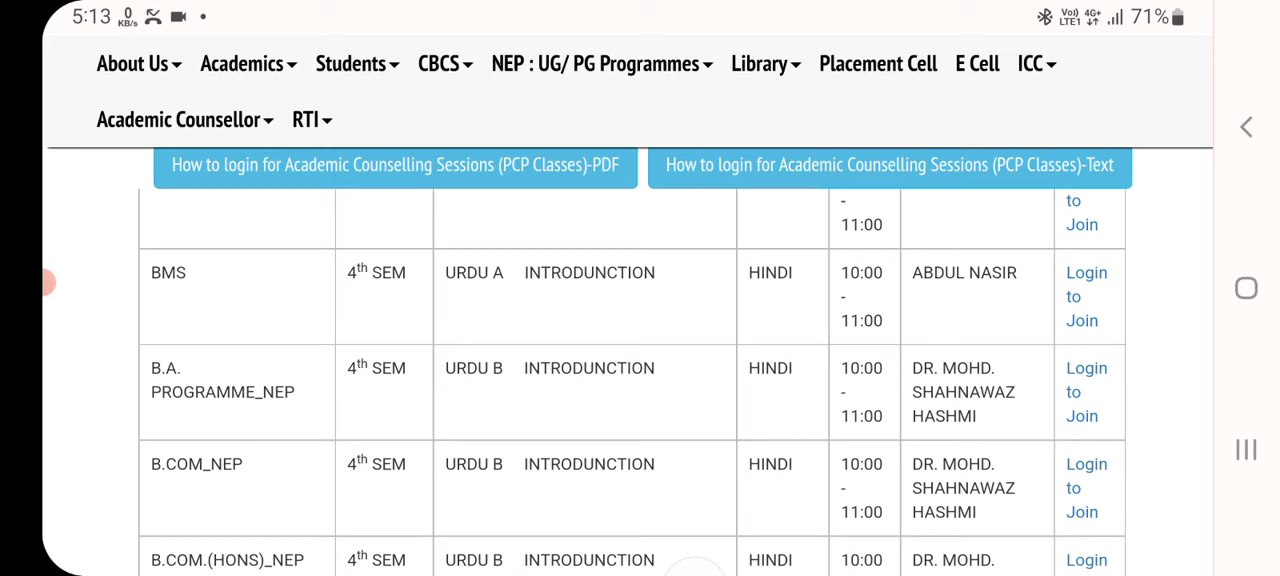 5:13 0 KB/s Vo)) LTE1 4G+ 71%
About Us Academics Students CBCS NEP : UG/ PG Programmes Library Placement Cell E Cell ICC
Academic Counsellor RTI
How to login for Academic Counselling Sessions (PCP Classes)-PDF How to login for Academic Counselling Sessions (PCP Classes)-Text
- to
11:00 Join
BMS 4th SEM URDU A INTRODUNCTION HINDI 10:00 ABDUL NASIR Login
- to
11:00 Join
B.A. 4th SEM URDU B INTRODUNCTION HINDI 10:00 DR. MOHD. Login
PROGRAMME_NEP - SHAHNAWAZ to
11:00 HASHMI Join
B.COM_NEP 4th SEM URDU B INTRODUNCTION HINDI 10:00 DR. MOHD. Login
- SHAHNAWAZ to
11:00 HASHMI Join
B.COM.(HONS)_NEP 4th SEM URDU B INTRODUNCTION HINDI 10:00 DR. MOHD. Login